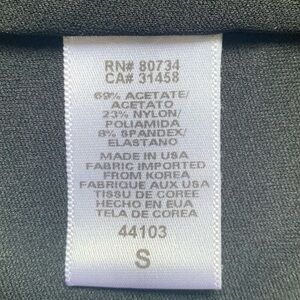 RN# 80734
CA# 31458
69% ACETATE/
ACETATO
23% NYLON/
POLIAMIDA
8% SPANDEX/
ELASTANO
MADE IN USA
FABRIC IMPORTED
FROM KOREA
FABRIQUE AUX USA
TISSU DE COREE
HECHO EN EUA
TELA DE COREA
44103
S